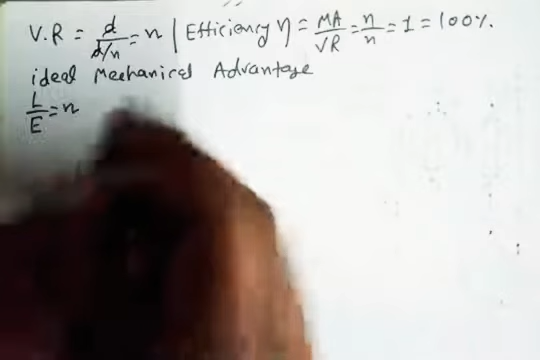 V.R = d/d/n = n | Efficiency η = MA/VR = n/n = 1 = 100%.
ideal Mechanical Advantage
L/E = n